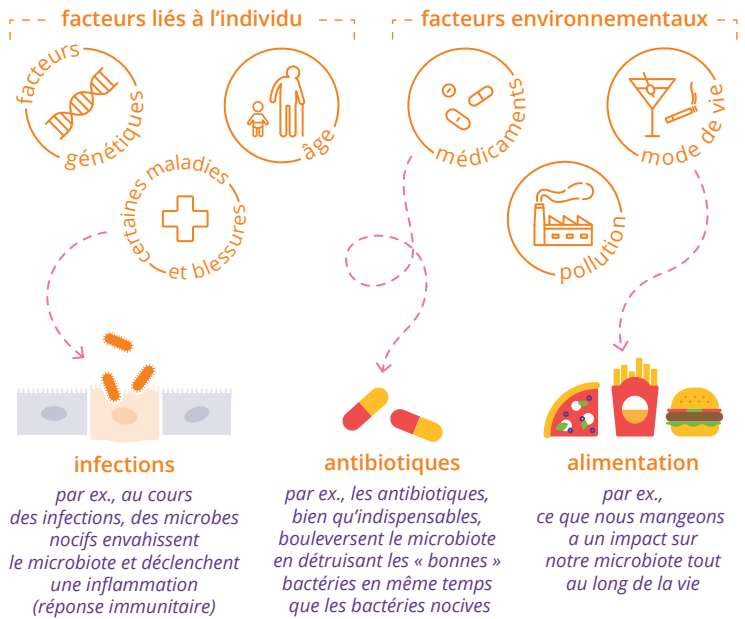 facteurs liés à l'individu
facteurs environnementaux
facteurs
génétiques
âge
certaines maladies
et blessures
médicaments
mode de vie
pollution
infections
par ex., au cours
des infections, des microbes
nocifs envahissent
le microbiote et déclenchent
une inflammation
(réponse immunitaire)
antibiotiques
par ex., les antibiotiques,
bien qu'indispensables,
bouleversent le microbiote
en détruisant les « bonnes »
bactéries en même temps
que les bactéries nocives
alimentation
par ex.,
ce que nous mangeons
a un impact sur
notre microbiote tout
au long de la vie